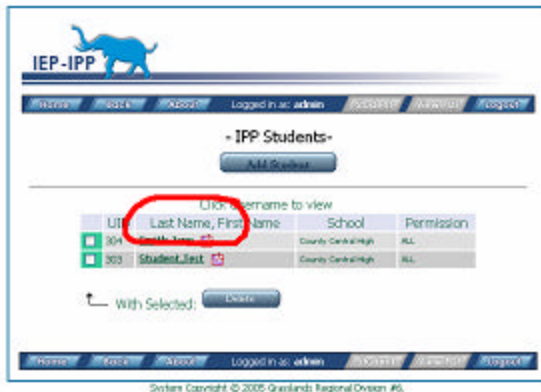 IEP-IPP
Home Back About Logged in as: admin Logout
- IPP Students-
Add Student
Click Username to view
UID Last Name, First Name School Permission
304 County Central High ALL
303 Student,Test County Central High ALL
With Selected: Delete
Home Back About Logged in as: admin Logout
System Copyright © 2005 Grasslands Regional Division #6.